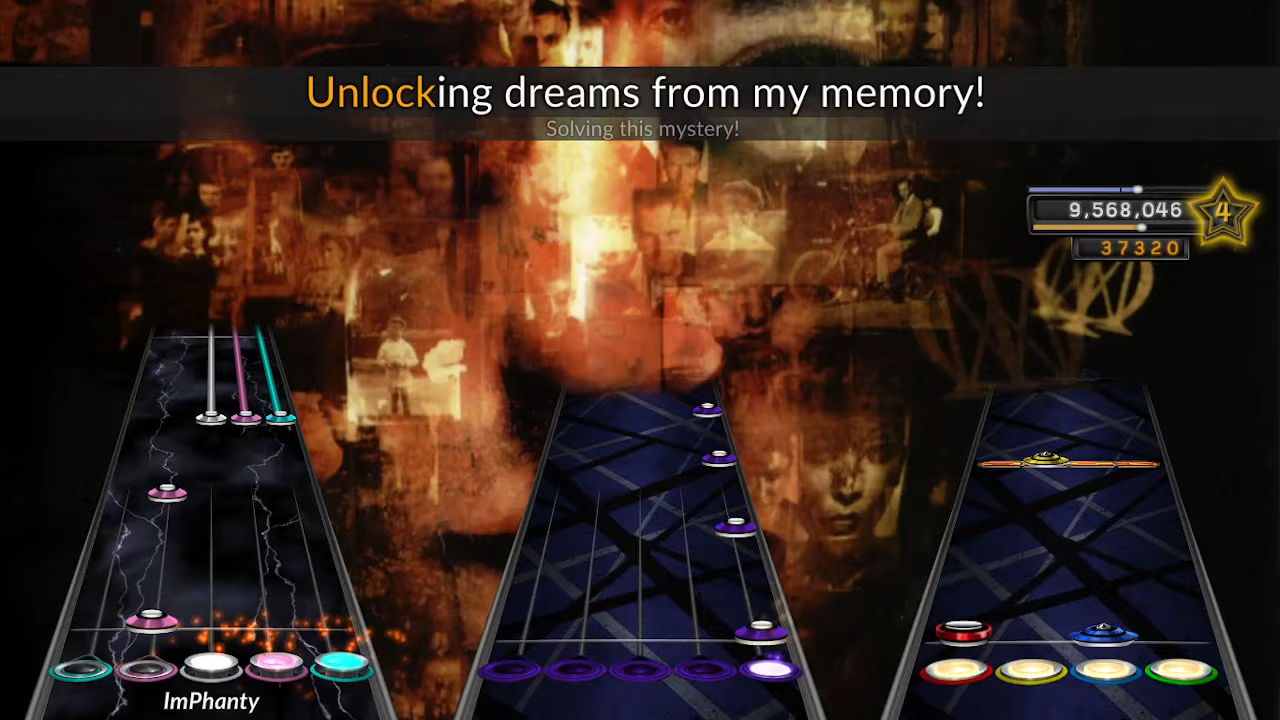 Unlocking dreams from my memory!
Solving this mystery!
9,568,046
4
37320
ImPhanty